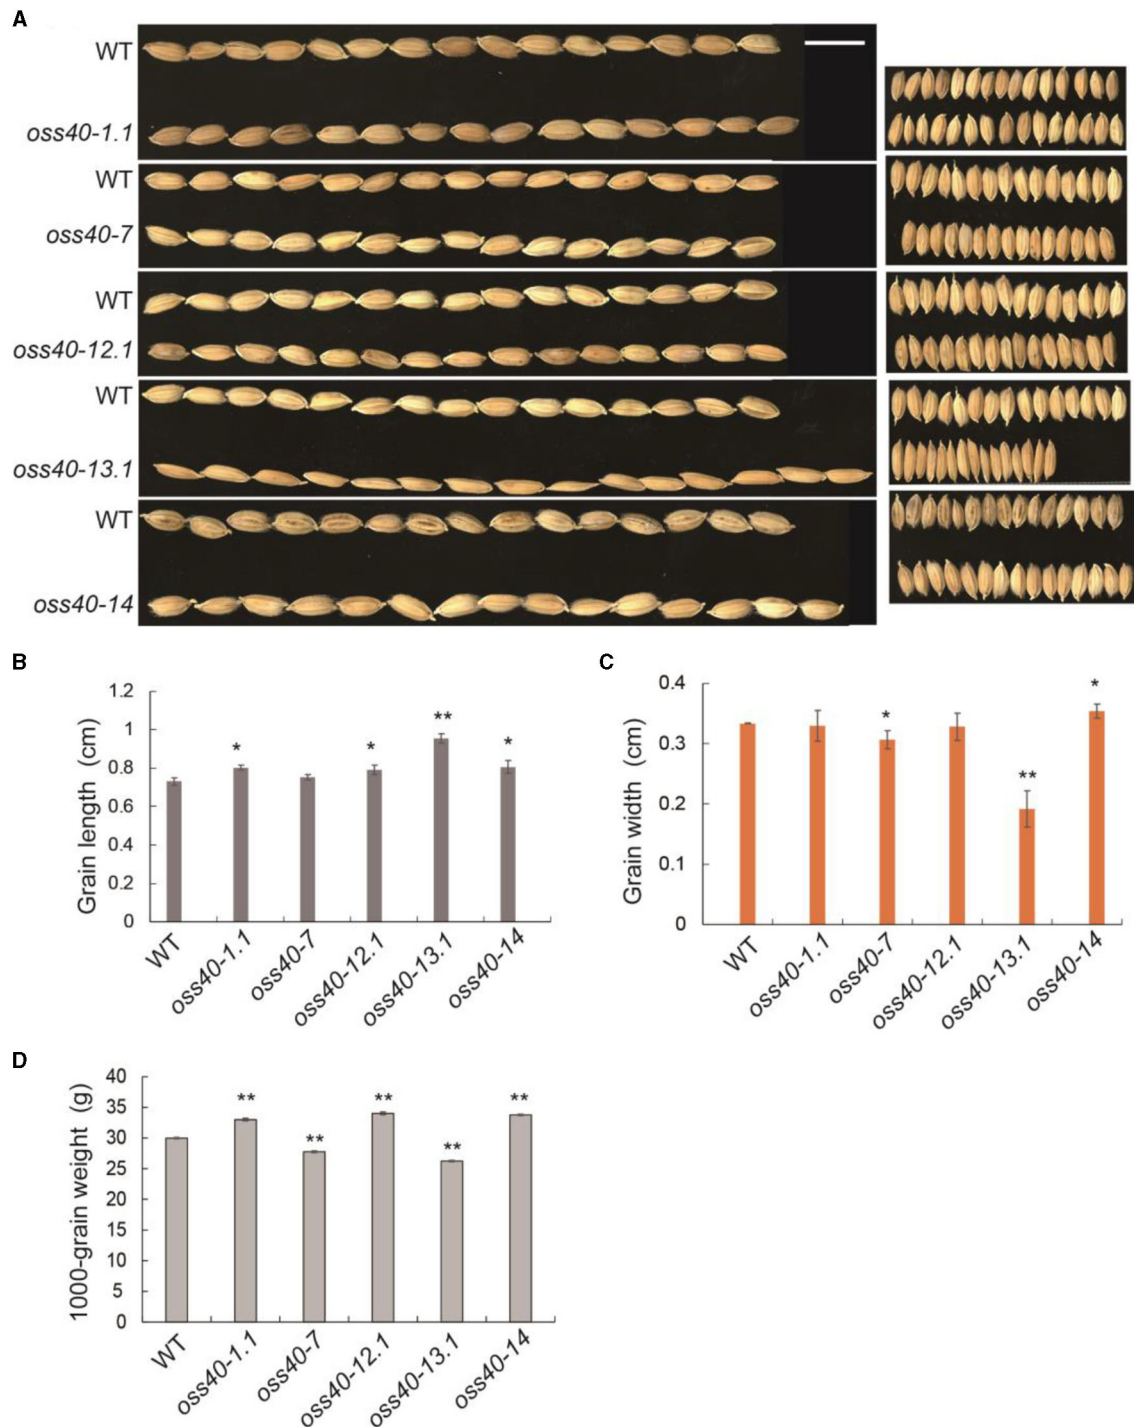 A
WT
oss40-1.1
WT
oss40-7
WT
oss40-12.1
WT
oss40-13.1
WT
oss40-14
B
Grain length (cm)
1.2
1
0.8
0.6
0.4
0.2
0
*
*
**
*
WT
oss40-1.1
oss40-7
oss40-12.1
oss40-13.1
oss40-14
C
Grain width (cm)
0.4
0.3
0.2
0.1
0
*
**
*
WT
oss40-1.1
oss40-7
oss40-12.1
oss40-13.1
oss40-14
D
1000-grain weight (g)
40
35
30
25
20
15
10
5
0
**
**
**
**
**
WT
oss40-1.1
oss40-7
oss40-12.1
oss40-13.1
oss40-14